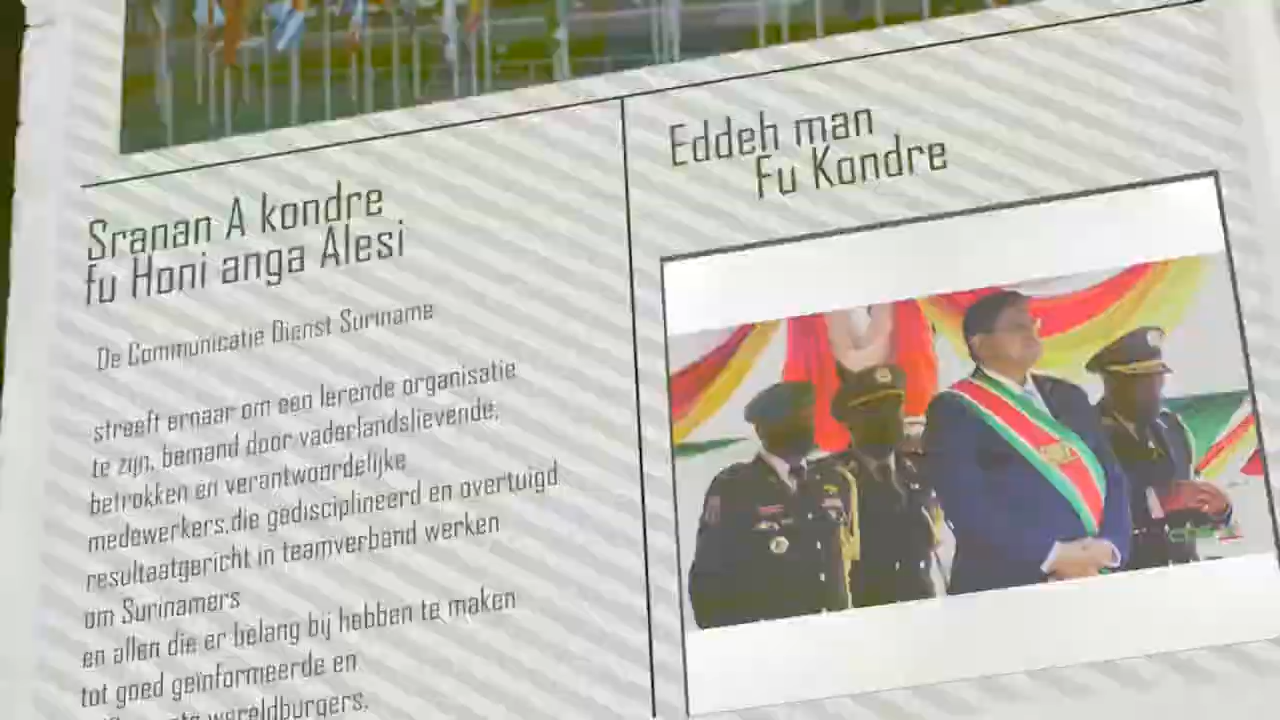 Sranan A kondre
fu Honi anga Alesi
De Communicatie Dienst Suriname
streeft ernaar om een lerende organisatie
te zijn, bemand door vaderlandslievende,
betrokken en verantwoordelijke
medewerkers,die gedisciplineerd en overtuigd
resultaatgericht in teamverband werken
om Surinamers
en allen die er belang bij hebben te maken
tot goed geïnformeerde en
wereldburgers.
Eddeh man
Fu Kondre